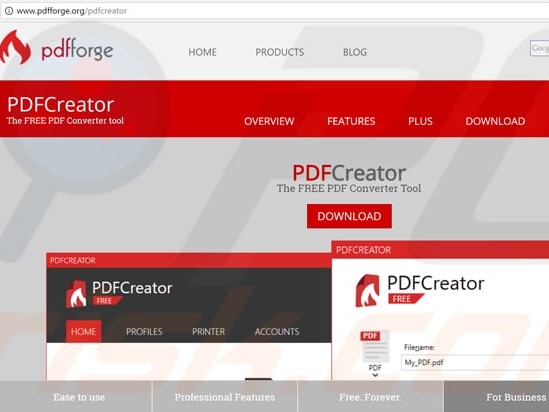 www.pdfforge.org/pdfcreator
pdfforge
HOME PRODUCTS BLOG
Goo
PDFCreator
The FREE PDF Converter tool
OVERVIEW FEATURES PLUS DOWNLOAD
PDFCreator
The FREE PDF Converter Tool
DOWNLOAD
PDFCREATOR
PDFCreator
FREE
HOME PROFILES PRINTER ACCOUNTS
PDFCREATOR
PDFCreator
FREE
PDF
PDF
Filename:
My_PDF.pdf
Easy to use Professional Features Free. Forever. For Business